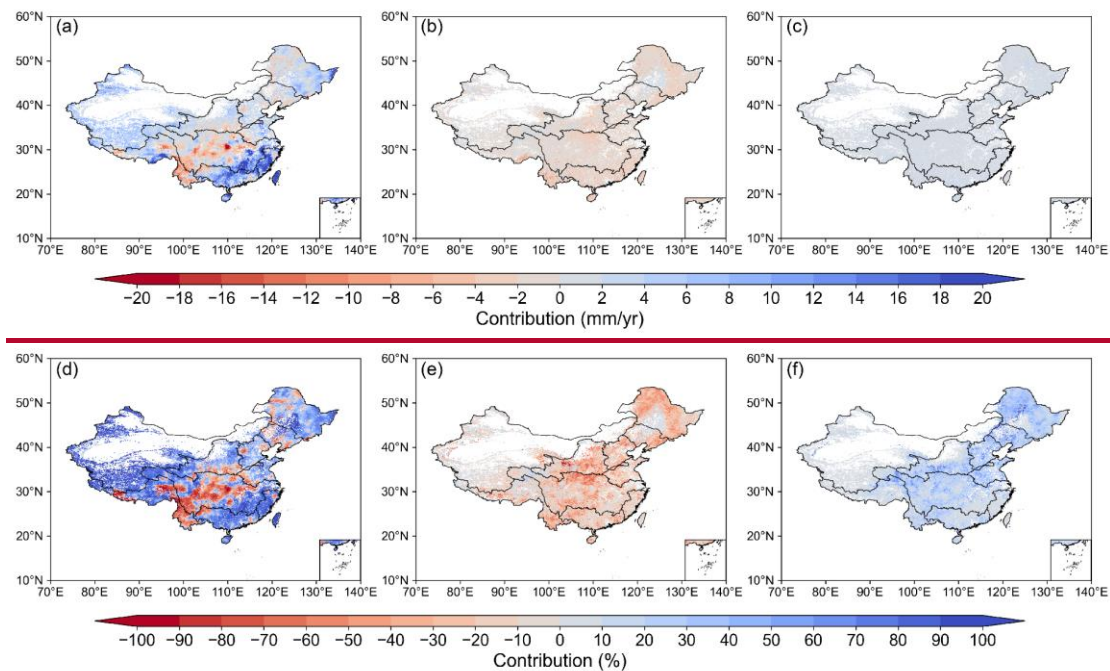 (a) (b) (c)
60°N 60°N 60°N
50°N 50°N 50°N
40°N 40°N 40°N
30°N 30°N 30°N
20°N 20°N 20°N
10°N 10°N 10°N
70°E 80°E 90°E 100°E 110°E 120°E 130°E 140°E 70°E 80°E 90°E 100°E 110°E 120°E 130°E 140°E 70°E 80°E 90°E 100°E 110°E 120°E 130°E 140°E
−20 −18 −16 −14 −12 −10 −8 −6 −4 −2 0 2 4 6 8 10 12 14 16 18 20
Contribution (mm/yr)
(d) (e) (f)
60°N 60°N 60°N
50°N 50°N 50°N
40°N 40°N 40°N
30°N 30°N 30°N
20°N 20°N 20°N
10°N 10°N 10°N
70°E 80°E 90°E 100°E 110°E 120°E 130°E 140°E 70°E 80°E 90°E 100°E 110°E 120°E 130°E 140°E 70°E 80°E 90°E 100°E 110°E 120°E 130°E 140°E
−100 −90 −80 −70 −60 −50 −40 −30 −20 −10 0 10 20 30 40 50 60 70 80 90 100
Contribution (%)